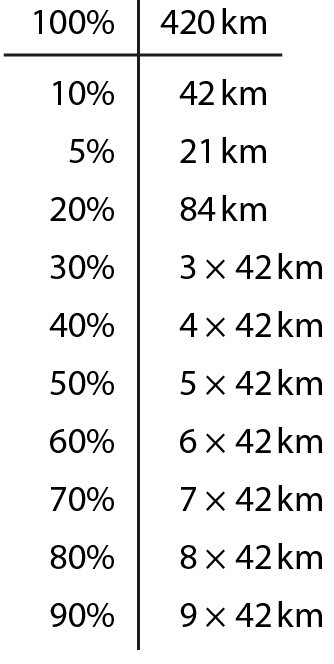 100% 420 km
10% 42 km
5% 21 km
20% 84 km
30% 3 × 42 km
40% 4 × 42 km
50% 5 × 42 km
60% 6 × 42 km
70% 7 × 42 km
80% 8 × 42 km
90% 9 × 42 km